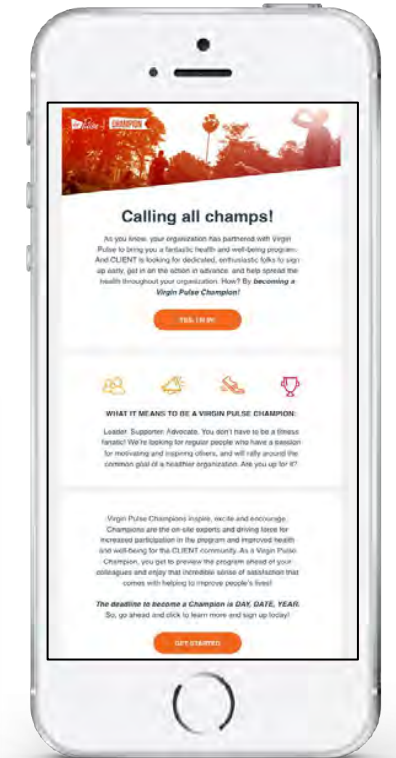 Pulse
CHAMPION
Calling all champs!
As you know, your organization has partnered with Virgin
Pulse to bring you a fantastic health and well-being program.
And CLIENT is looking for dedicated, enthusiastic folks to sign
up early, get in on the action in advance, and help spread the
health throughout your organization. How? By becoming a
Virgin Pulse Champion!
YES, I'M IN!
WHAT IT MEANS TO BE A VIRGIN PULSE CHAMPION:
Leader. Supporter. Advocate. You don't have to be a fitness
fanatic! We're looking for regular people who have a passion
for motivating and inspiring others, and will rally around the
common goal of a healthier organization. Are you up for it?
Virgin Pulse Champions inspire, excite and encourage.
Champions are the on-site experts and driving force for
increased participation in the program and improved health
and well-being for the CLIENT community. As a Virgin Pulse
Champion, you get to preview the program ahead of your
colleagues and enjoy that incredible sense of satisfaction that
comes with helping to improve people's lives!
The deadline to become a Champion is DAY, DATE, YEAR.
So, go ahead and click to learn more and sign up today!
GET STARTED